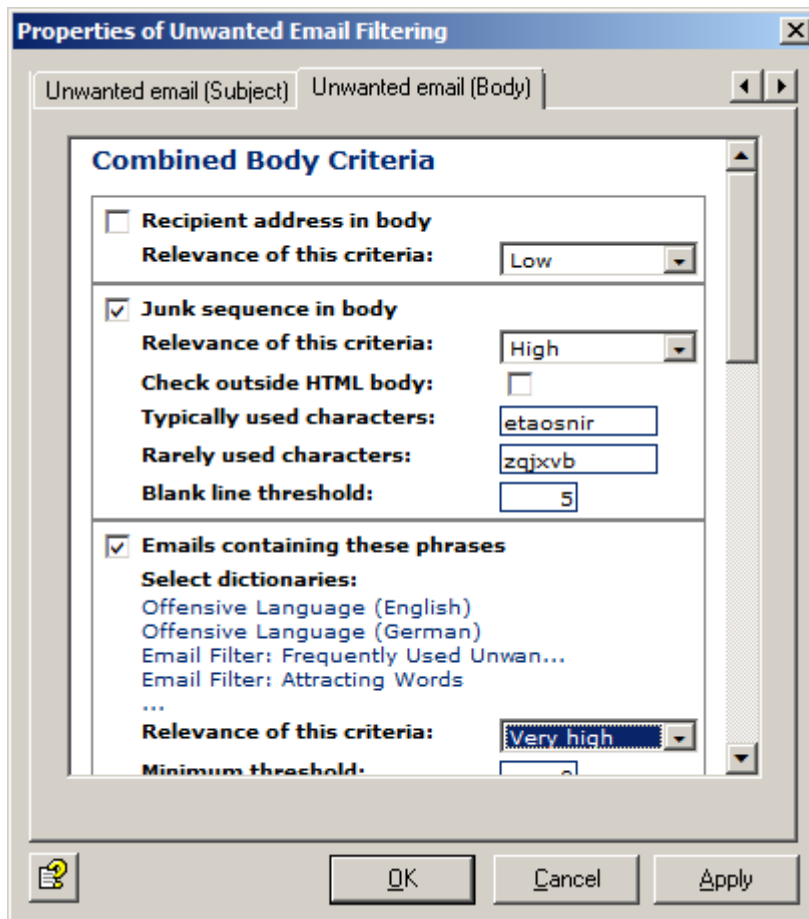 Properties of Unwanted Email Filtering
Unwanted email (Subject) Unwanted email (Body)
Combined Body Criteria
Recipient address in body
Relevance of this criteria: Low
Junk sequence in body
Relevance of this criteria: High
Check outside HTML body:
Typically used characters: etaosnir
Rarely used characters: zqjxvb
Blank line threshold: 5
Emails containing these phrases
Select dictionaries:
Offensive Language (English)
Offensive Language (German)
Email Filter: Frequently Used Unwan...
Email Filter: Attracting Words
...
Relevance of this criteria: Very high
Minimum threshold:
OK Cancel Apply